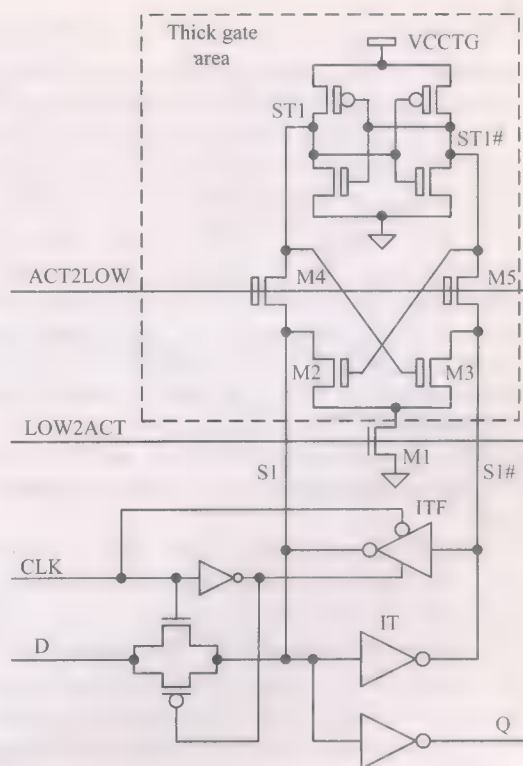 Thick gate
area
VCCTG
ST1
ST1#
ACT2LOW
M4
M5
M2
M3
LOW2ACT
M1
S1
S1#
ITF
CLK
IT
D
Q